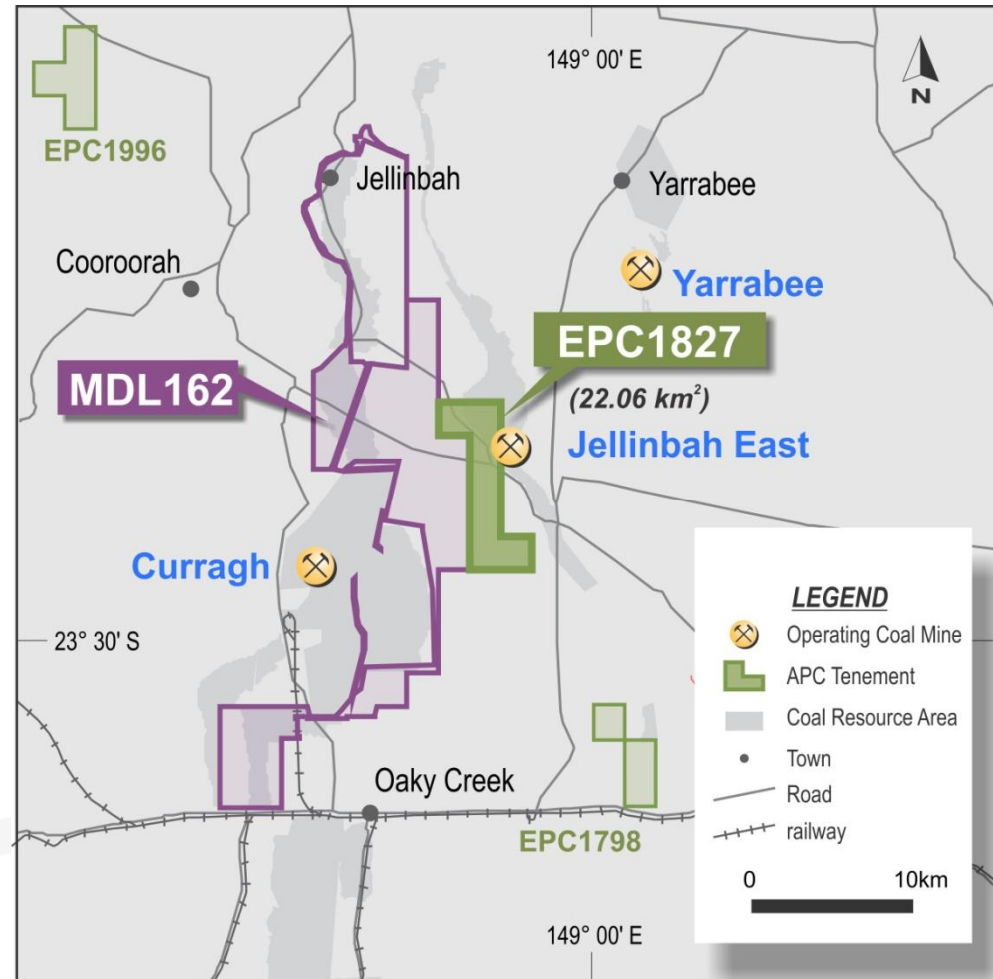 149° 00' E
N
EPC1996
Jellinbah
Yarrabee
Cooroorah
Yarrabee
EPC1827
MDL162
(22.06 km²)
Jellinbah East
Curragh
LEGEND
23° 30' S
Operating Coal Mine
APC Tenement
Coal Resource Area
Town
Oaky Creek
Road
EPC1798
railway
0 10km
149° 00' E